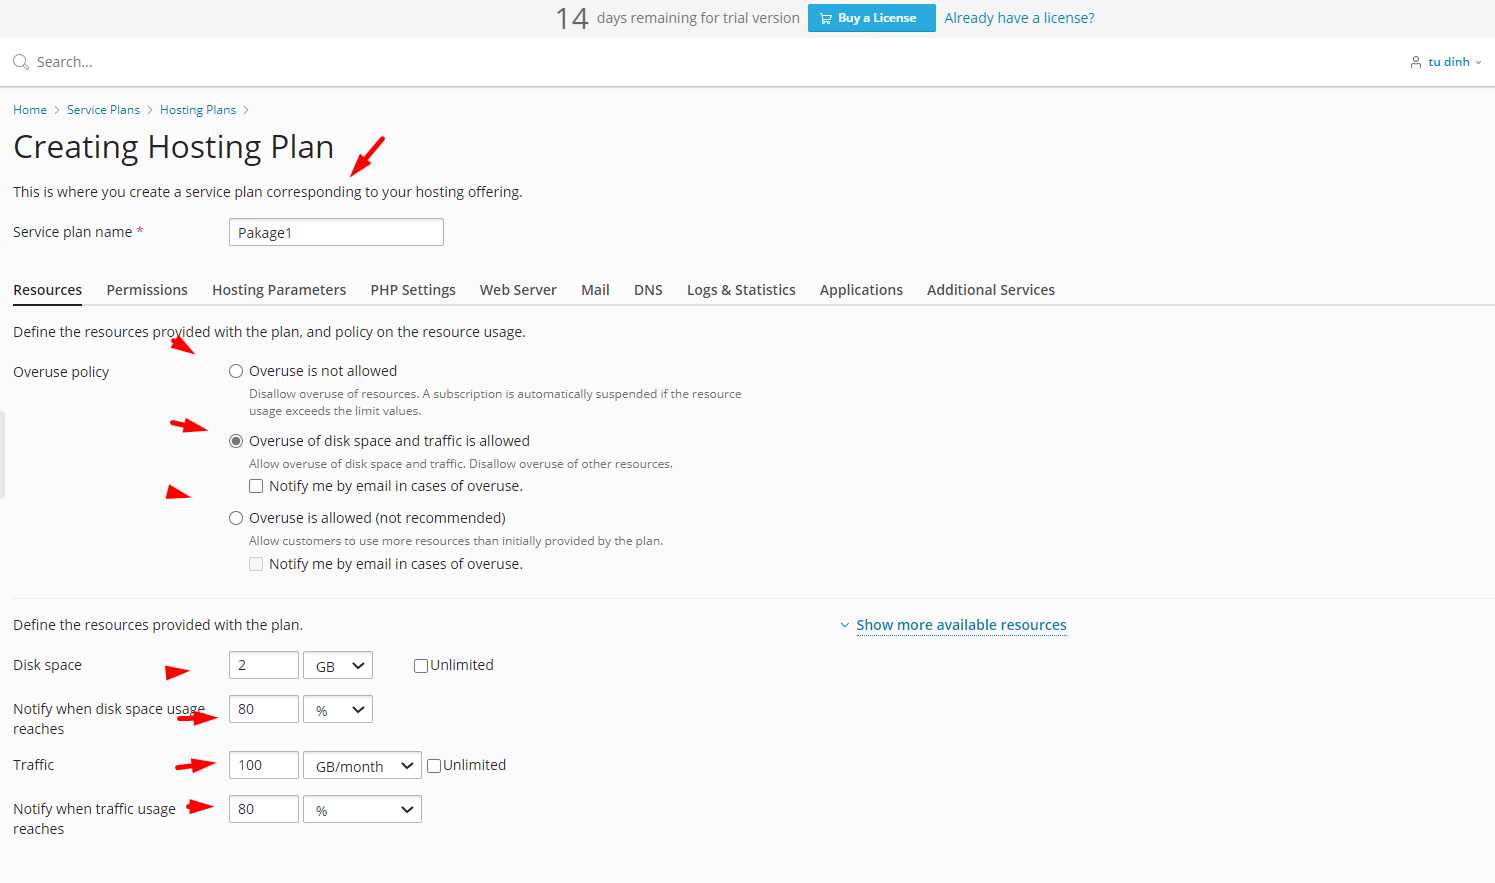 14 days remaining for trial version Buy a License Already have a license?
Search... tu dinh
Home > Service Plans > Hosting Plans >
Creating Hosting Plan
This is where you create a service plan corresponding to your hosting offering.
Service plan name * Pakage1
Resources Permissions Hosting Parameters PHP Settings Web Server Mail DNS Logs & Statistics Applications Additional Services
Define the resources provided with the plan, and policy on the resource usage.
Overuse policy Overuse is not allowed
Disallow overuse of resources. A subscription is automatically suspended if the resource
usage exceeds the limit values.
Overuse of disk space and traffic is allowed
Allow overuse of disk space and traffic. Disallow overuse of other resources.
Notify me by email in cases of overuse.
Overuse is allowed (not recommended)
Allow customers to use more resources than initially provided by the plan.
Notify me by email in cases of overuse.
Define the resources provided with the plan. Show more available resources
Disk space 2 GB Unlimited
Notify when disk space usage 80 %
reaches
Traffic 100 GB/month Unlimited
Notify when traffic usage 80 %
reaches